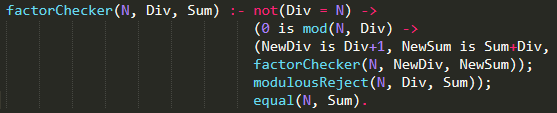 factorChecker(N, Div, Sum) :- not(Div = N) ->
(0 is mod(N, Div) ->
(NewDiv is Div+1, NewSum is Sum+Div,
factorChecker(N, NewDiv, NewSum));
modulousReject(N, Div, Sum));
equal(N, Sum).